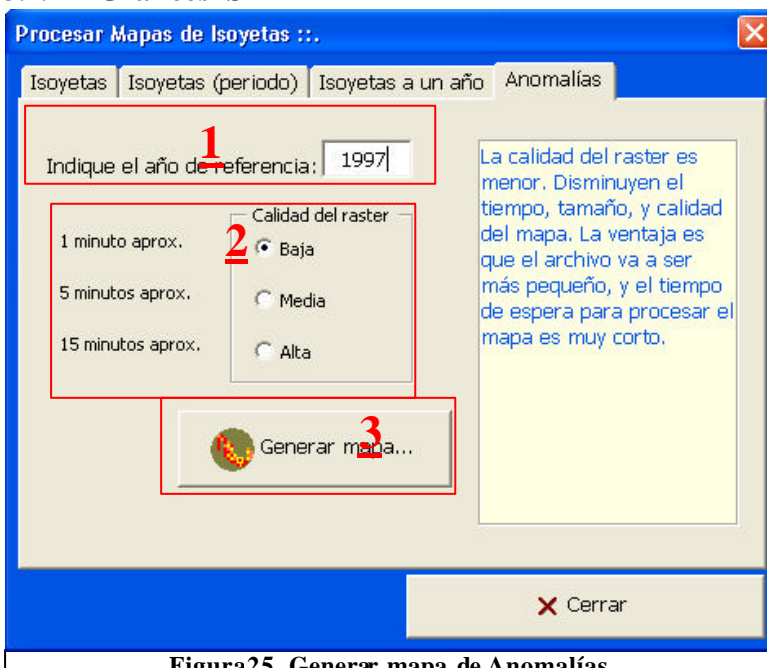 Procesar Mapas de Isoyetas ::.
Isoyetas Isoyetas (periodo) Isoyetas a un año Anomalías
1
Indique el año de referencia: 1997
Calidad del raster
2
1 minuto aprox. Baja
5 minutos aprox. Media
15 minutos aprox. Alta
3
Generar mapa...
La calidad del raster es
menor. Disminuyen el
tiempo, tamaño, y calidad
del mapa. La ventaja es
que el archivo va a ser
más pequeño, y el tiempo
de espera para procesar el
mapa es muy corto.
Cerrar
Figura25. Generar mapa de Anomalías